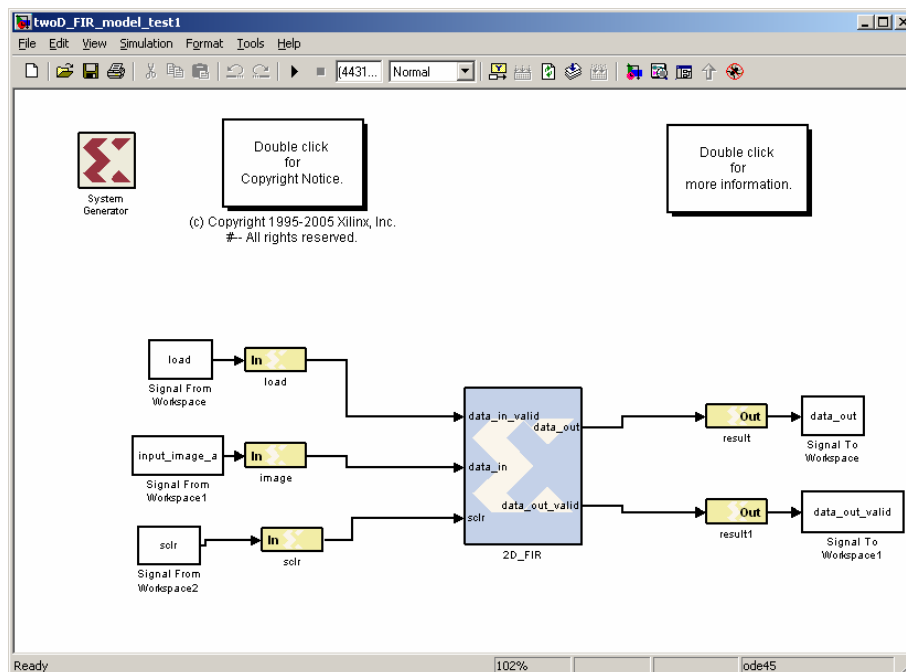 twoD_FIR_model_test1
File Edit View Simulation Format Tools Help
(4431... Normal
Double click
for
Copyright Notice.
Double click
for
more information.
System
Generator
(c) Copyright 1995-2005 Xilinx, Inc.
#-- All rights reserved.
load
In
load
Signal From
Workspace
input_image_a
In
image
Signal From
Workspace1
sclr
In
sclr
Signal From
Workspace2
data_in_valid
data_out
data_in
data_out_valid
sclr
2D_FIR
Out
result
data_out
Signal To
Workspace
Out
result1
data_out_valid
Signal To
Workspace1
Ready 102% ode45